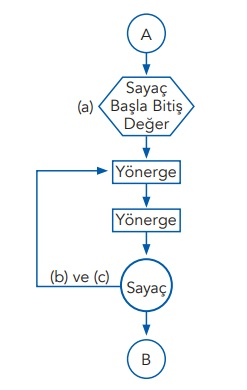 A
Sayaç
(a) Başla Bitiş
Değer
Yönerge
Yönerge
(b) ve (c)
Sayaç
B